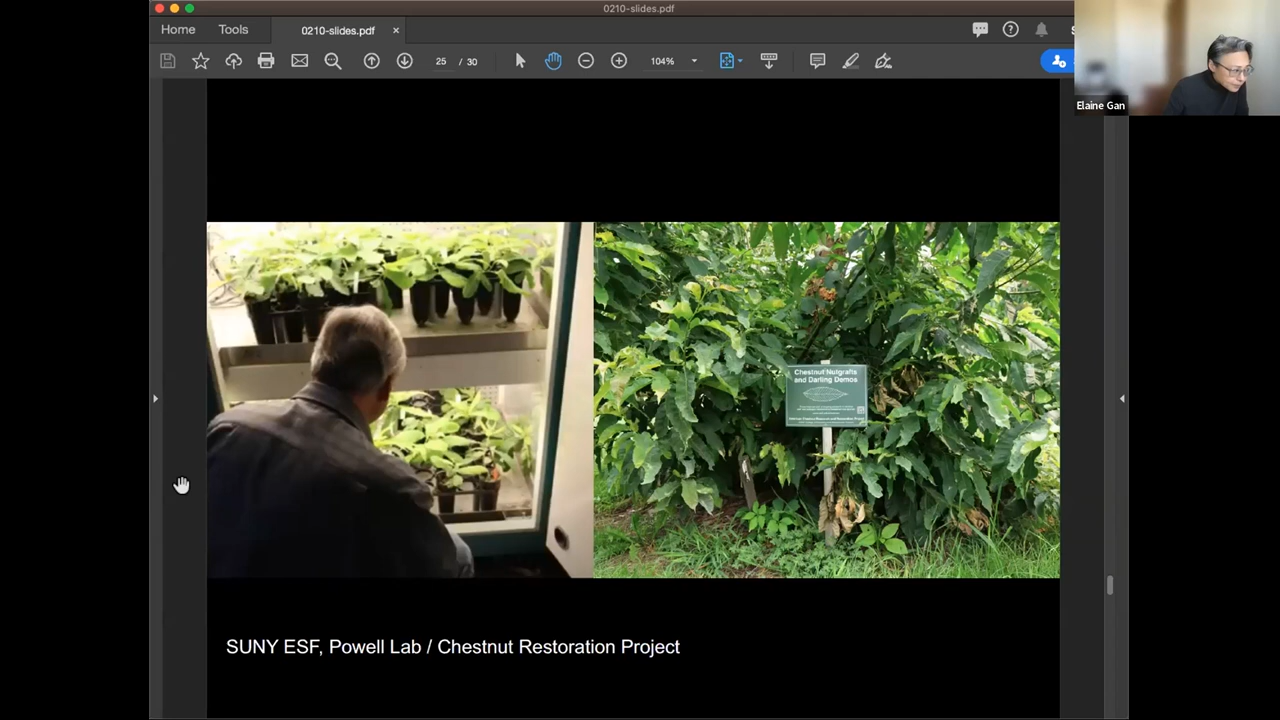 0210-slides.pdf
Home
Tools
0210-slides.pdf
25 / 30
104%
Elaine Gan
Chestnut Nutgrafts
and Darling Demos
SUNY ESF, Powell Lab / Chestnut Restoration Project